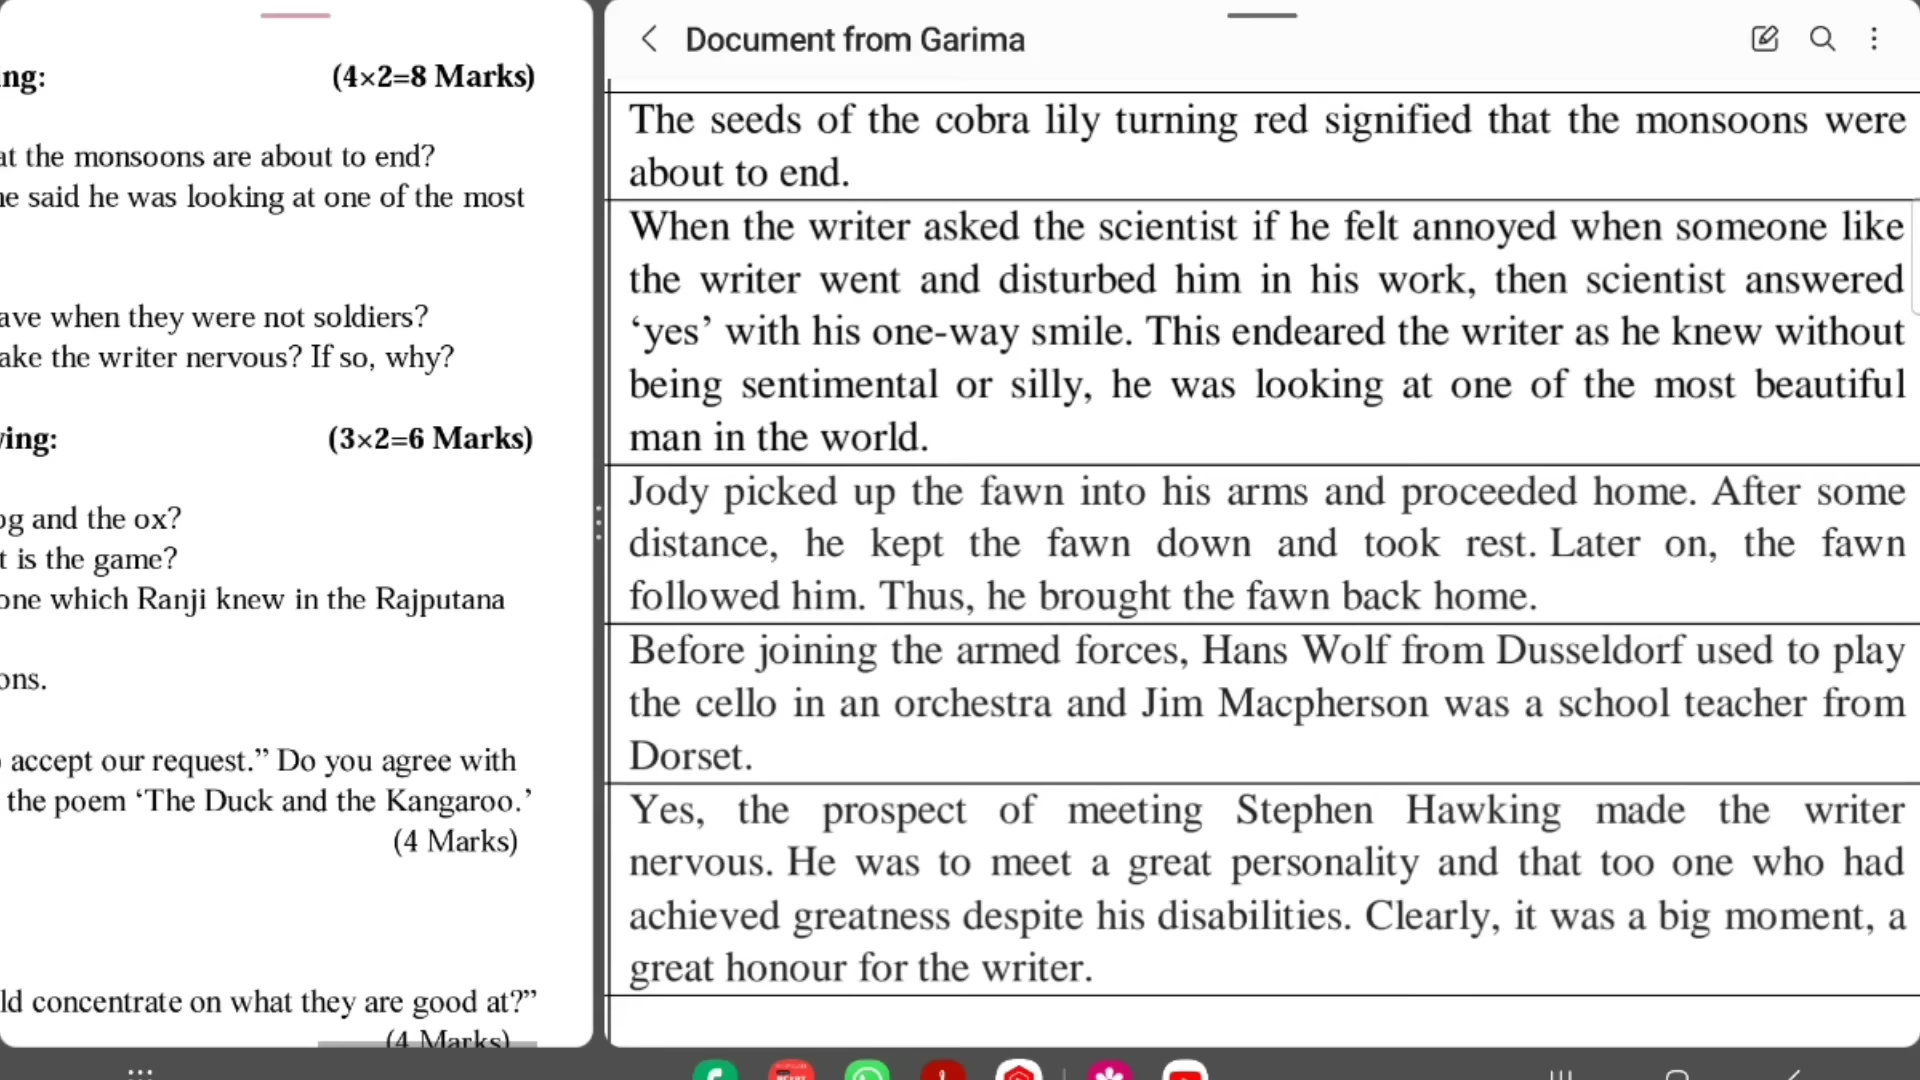 ing: (4×2=8 Marks)
at the monsoons are about to end?
he said he was looking at one of the most
ave when they were not soldiers?
ake the writer nervous? If so, why?
ving: (3×2=6 Marks)
og and the ox?
t is the game?
one which Ranji knew in the Rajputana
ons.
accept our request.” Do you agree with
the poem ‘The Duck and the Kangaroo.’
(4 Marks)
ld concentrate on what they are good at?”
(4 Marks)
Document from Garima
The seeds of the cobra lily turning red signified that the monsoons were
about to end.
When the writer asked the scientist if he felt annoyed when someone like
the writer went and disturbed him in his work, then scientist answered
‘yes’ with his one-way smile. This endeared the writer as he knew without
being sentimental or silly, he was looking at one of the most beautiful
man in the world.
Jody picked up the fawn into his arms and proceeded home. After some
distance, he kept the fawn down and took rest. Later on, the fawn
followed him. Thus, he brought the fawn back home.
Before joining the armed forces, Hans Wolf from Dusseldorf used to play
the cello in an orchestra and Jim Macpherson was a school teacher from
Dorset.
Yes, the prospect of meeting Stephen Hawking made the writer
nervous. He was to meet a great personality and that too one who had
achieved greatness despite his disabilities. Clearly, it was a big moment, a
great honour for the writer.